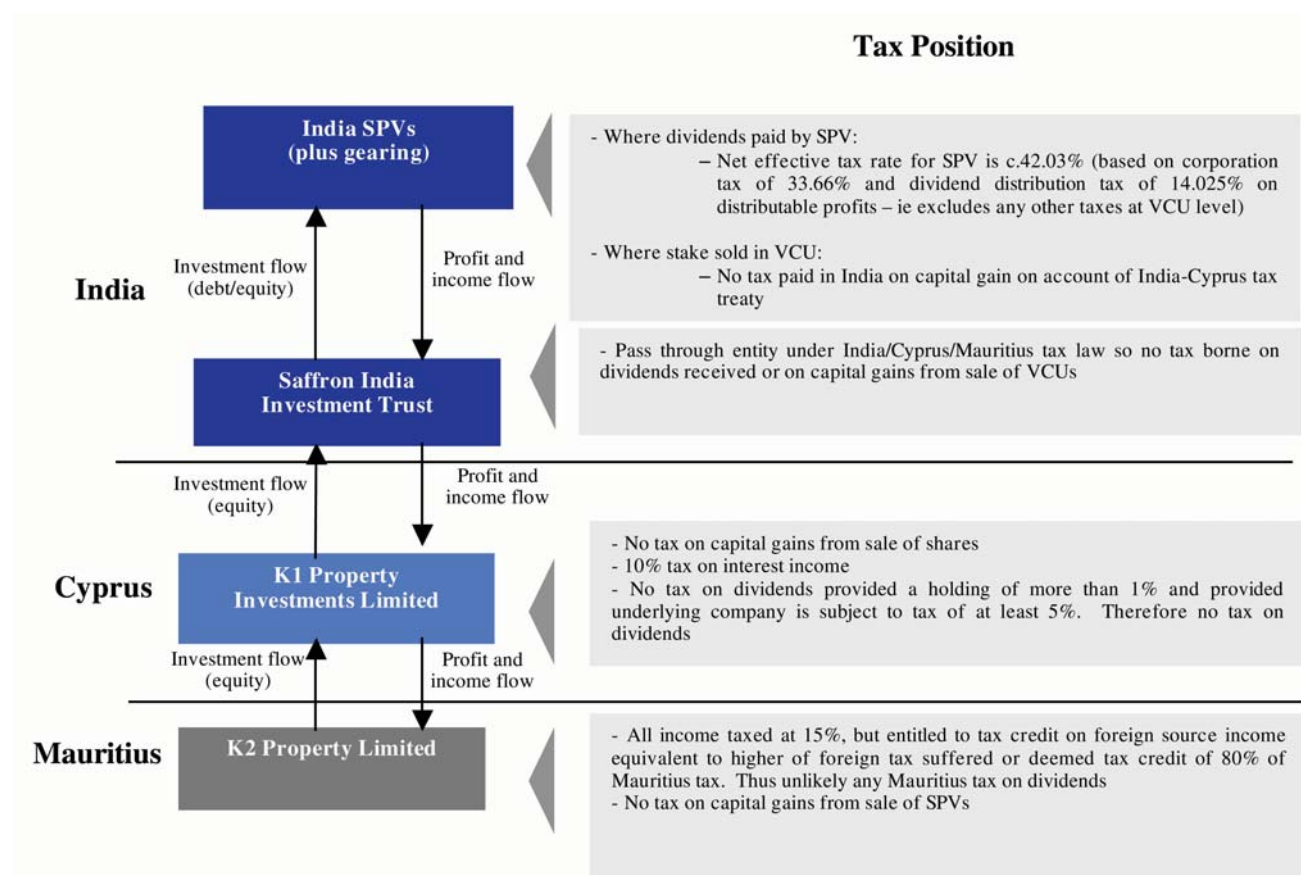 Tax Position
India SPVs
(plus gearing)
- Where dividends paid by SPV:
– Net effective tax rate for SPV is c.42.03% (based on corporation
tax of 33.66% and dividend distribution tax of 14.025% on
distributable profits – ie excludes any other taxes at VCU level)
- Where stake sold in VCU:
– No tax paid in India on capital gain on account of India-Cyprus tax
treaty
India
Investment flow
(debt/equity)
Profit and
income flow
Saffron India
Investment Trust
- Pass through entity under India/Cyprus/Mauritius tax law so no tax borne on
dividends received or on capital gains from sale of VCUs
Investment flow
(equity)
Profit and
income flow
Cyprus
K1 Property
Investments Limited
- No tax on capital gains from sale of shares
- 10% tax on interest income
- No tax on dividends provided a holding of more than 1% and provided
underlying company is subject to tax of at least 5%. Therefore no tax on
dividends
Investment flow
(equity)
Profit and
income flow
Mauritius
K2 Property Limited
- All income taxed at 15%, but entitled to tax credit on foreign source income
equivalent to higher of foreign tax suffered or deemed tax credit of 80% of
Mauritius tax. Thus unlikely any Mauritius tax on dividends
- No tax on capital gains from sale of SPVs